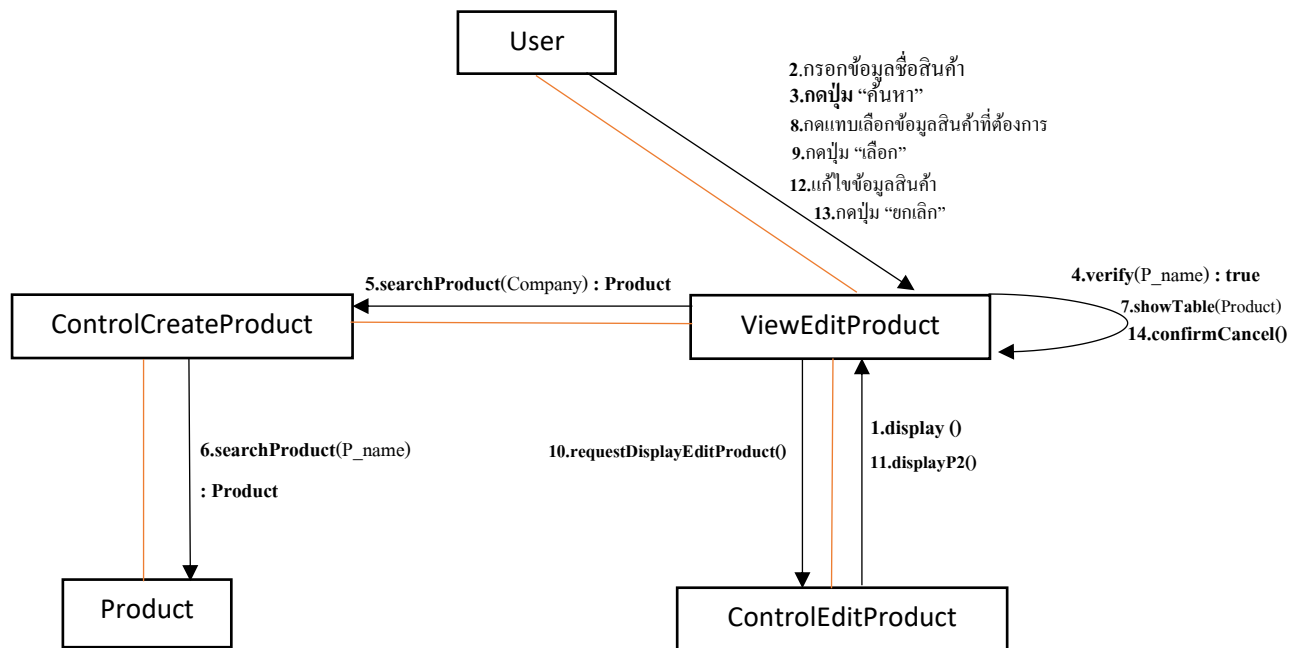 User
2.กรอกข้อมูลชื่อสินค้า
3.กดปุ่ม “ค้นหา”
8.กดแทบเลือกข้อมูลสินค้าที่ต้องการ
9.กดปุ่ม “เลือก”
12.แก้ไขข้อมูลสินค้า
13.กดปุ่ม “ยกเลิก”
5.searchProduct(Company) : Product
4.verify(P_name) : true
7.showTable(Product)
14.confirmCancel()
ControlCreateProduct
ViewEditProduct
6.searchProduct(P_name)
: Product
10.requestDisplayEditProduct()
1.display ()
11.displayP2()
Product
ControlEditProduct